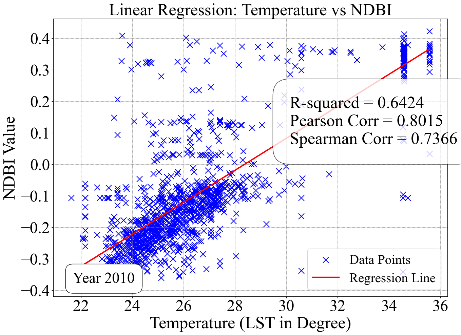 Linear Regression: Temperature vs NDBI
NDBI Value
0.4
0.3
0.2
0.1
0.0
−0.1
−0.2
−0.3
−0.4
R-squared = 0.6424
Pearson Corr = 0.8015
Spearman Corr = 0.7366
Year 2010
Data Points
Regression Line
22 24 26 28 30 32 34 36
Temperature (LST in Degree)